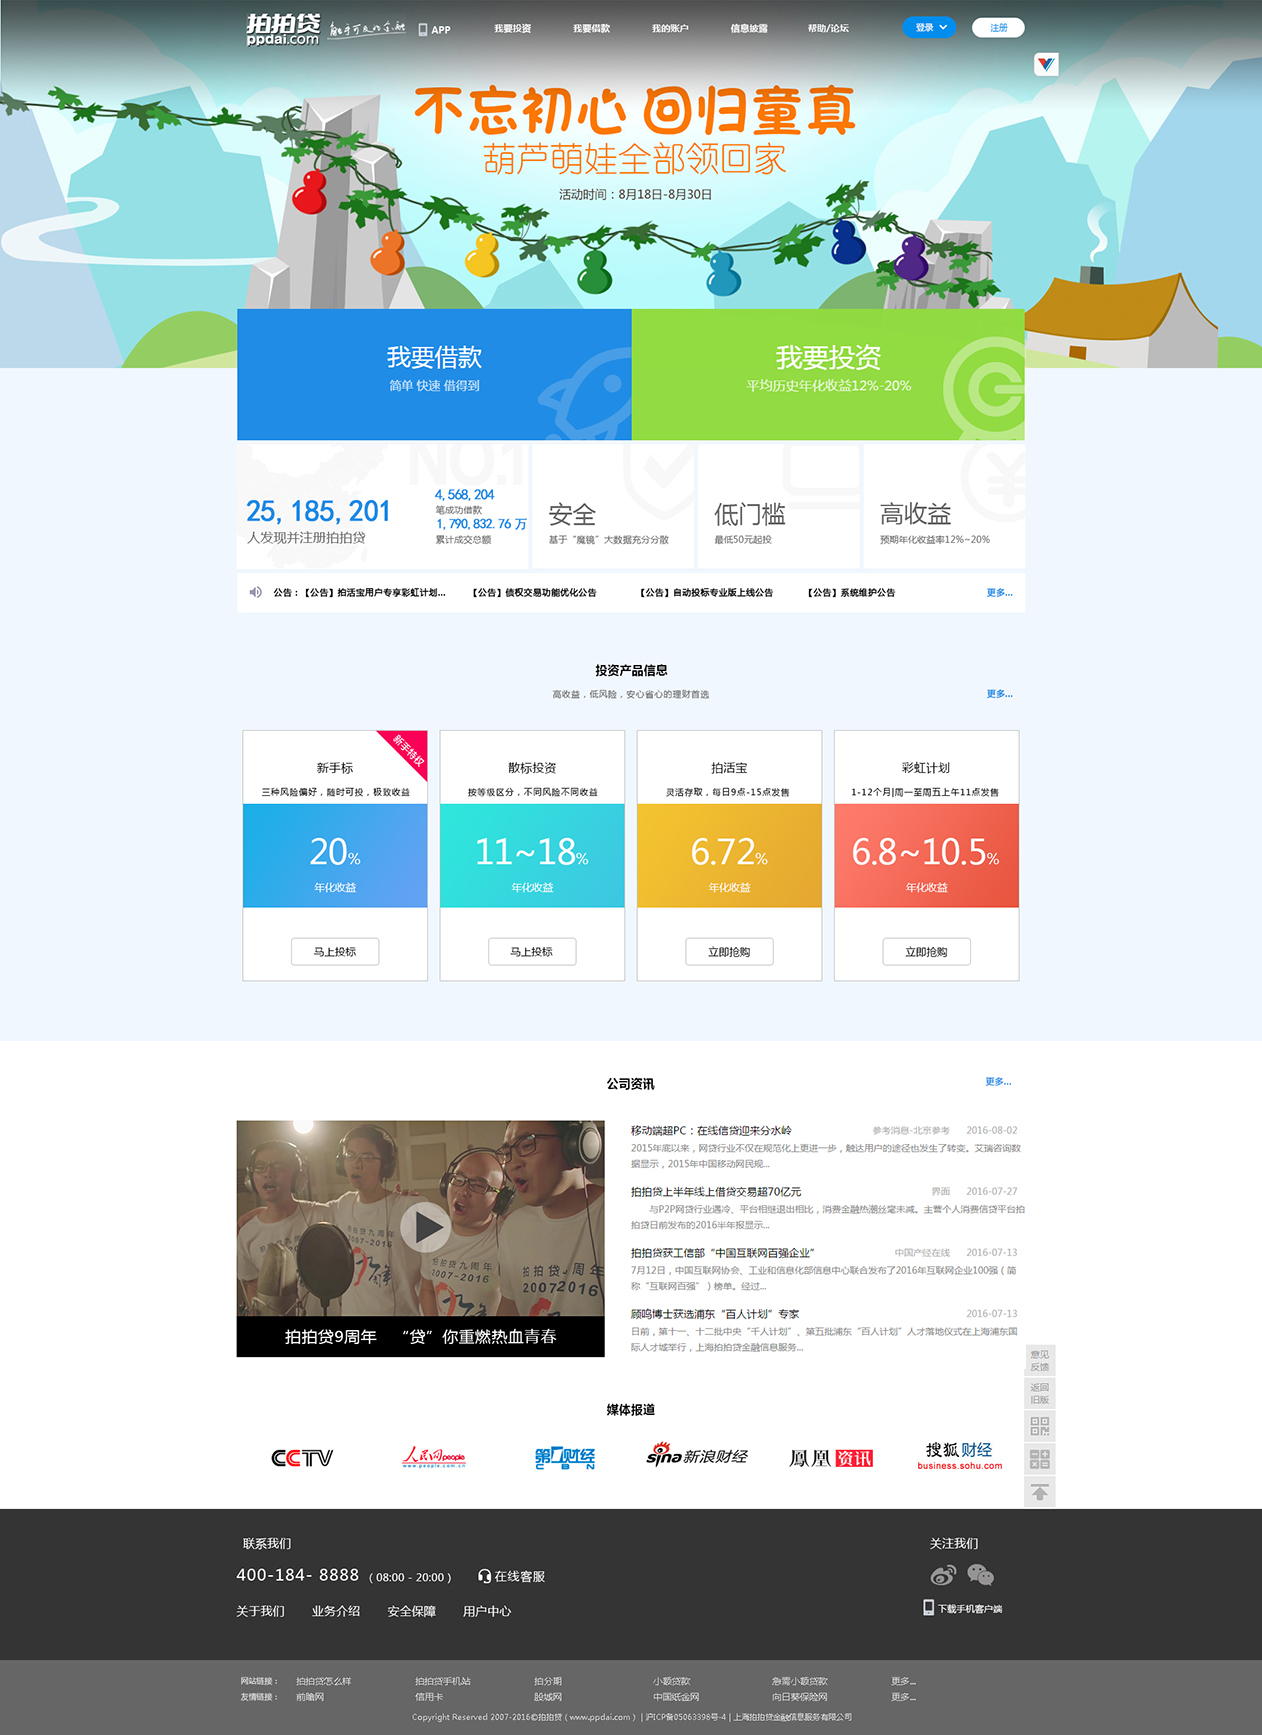 拍拍贷
ppdai.com
融手可及的金融
APP 我要投资 我要借款 我的账户 信息披露 帮助/论坛 登录 注册
不忘初心 回归童真
葫芦萌娃全部领回家
活动时间：8月18日-8月30日
我要借款
简单 快速 借得到
我要投资
平均历史年化收益12%-20%
NO.1
25,185,201
人发现并注册拍拍贷
4,568,204
笔成功借款
1,790,832.76 万
累计成交总额
安全
基于“魔镜”大数据充分分散
低门槛
最低50元起投
高收益
预期年化收益率12%~20%
公告：【公告】拍活宝用户专享彩虹计划... 【公告】债权交易功能优化公告 【公告】自动投标专业版上线公告 【公告】系统维护公告 更多...
投资产品信息
高收益，低风险，安心省心的理财首选 更多...
新手特权
新手标
三种风险偏好，随时可投，极致收益
20%
年化收益
马上投标
散标投资
按等级区分，不同风险不同收益
11~18%
年化收益
马上投标
拍活宝
灵活存取，每日9点-15点发售
6.72%
年化收益
立即抢购
彩虹计划
1-12个月|周一至周五上午11点发售
6.8~10.5%
年化收益
立即抢购
公司资讯 更多...
拍拍贷九周年
2007-2016
拍拍贷9周年 “贷”你重燃热血青春
移动端超PC：在线信贷迎来分水岭 参考消息-北京参考 2016-08-02
2015年底以来，网贷行业不仅在规范化上更进一步，触达用户的途径也发生了转变。艾瑞咨询数
据显示，2015年中国移动网民规...
拍拍贷上半年线上借贷交易超70亿元 界面 2016-07-27
与P2P网贷行业遇冷、平台相继退出相比，消费金融热潮丝毫未减。主营个人消费信贷平台拍
拍贷日前发布的2016半年报显示...
拍拍贷获工信部“中国互联网百强企业” 中国产经在线 2016-07-13
7月12日，中国互联网协会、工业和信息化部信息中心联合发布了2016年互联网企业100强（简
称“互联网百强”）榜单。经过...
顾鸣博士获选浦东“百人计划”专家 2016-07-13
日前，第十一、十二批中央“千人计划”、第五批浦东“百人计划”人才落地仪式在上海浦东国
际人才城举行，上海拍拍贷金融信息服务...
意见
反馈
返回
旧版
媒体报道
CCTV
人民网 people
www.people.com.cn
第一财经
CBN
sina 新浪财经
凤凰 资讯
搜狐 财经
business.sohu.com
联系我们
400-184- 8888 （08:00 - 20:00） 在线客服
关于我们 业务介绍 安全保障 用户中心
关注我们
下载手机客户端
网站链接： 拍拍贷怎么样 拍拍贷手机站 拍分期 小额贷款 急需小额贷款 更多...
友情链接： 前瞻网 信用卡 股城网 中国纸金网 向日葵保险网 更多...
Copyright Reserved 2007-2016©拍拍贷（www.ppdai.com）| 沪ICP备05063398号-4 | 上海拍拍贷金融信息服务有限公司